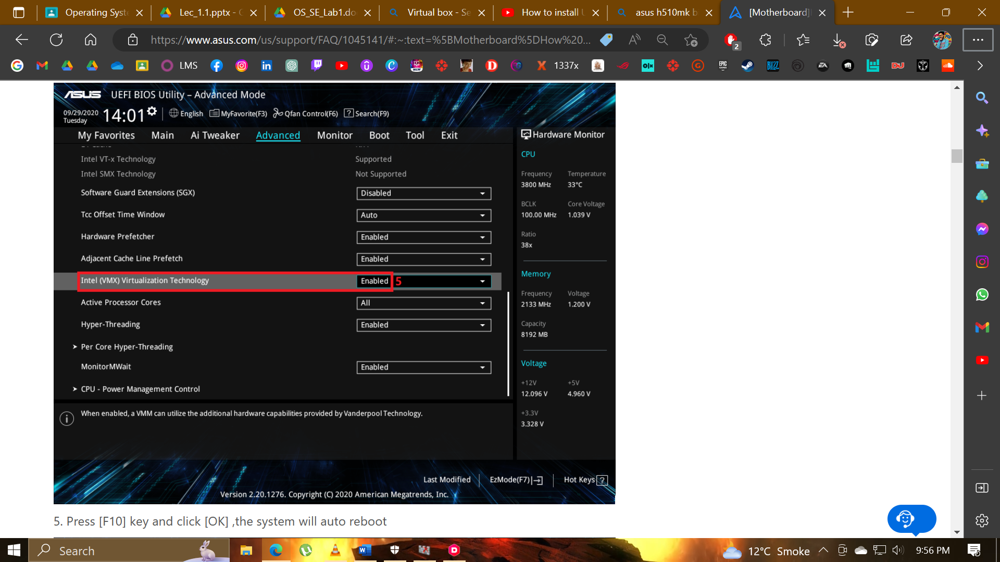 Operating Syst
Lec_1.1.pptx - G
OS_SE_Lab1.do
Virtual box - Se
How to install U
asus h510mk b
[Motherboard]
https://www.asus.com/us/support/FAQ/1045141/#:~:text=%5BMotherboard%5DHow%20...
2
LMS
1337x
ASUS UEFI BIOS Utility – Advanced Mode
09/29/2020
Tuesday
14:01
English
MyFavorite(F3)
Qfan Control(F6)
Search(F9)
My Favorites Main Ai Tweaker Advanced Monitor Boot Tool Exit
Intel VT-x Technology Supported
Intel SMX Technology Not Supported
Software Guard Extensions (SGX) Disabled
Tcc Offset Time Window Auto
Hardware Prefetcher Enabled
Adjacent Cache Line Prefetch Enabled
Intel (VMX) Virtualization Technology Enabled 5
Active Processor Cores All
Hyper-Threading Enabled
Per Core Hyper-Threading
MonitorMWait Enabled
CPU - Power Management Control
When enabled, a VMM can utilize the additional hardware capabilities provided by Vanderpool Technology.
Hardware Monitor
CPU
Frequency Temperature
3800 MHz 33°C
BCLK Core Voltage
100.00 MHz 1.039 V
Ratio
38x
Memory
Frequency Voltage
2133 MHz 1.200 V
Capacity
8192 MB
Voltage
+12V +5V
12.096 V 4.960 V
+3.3V
3.328 V
Last Modified
EzMode(F7)
Hot Keys ?
Version 2.20.1276. Copyright (C) 2020 American Megatrends, Inc.
5. Press [F10] key and click [OK] ,the system will auto reboot
Search
12°C Smoke
9:56 PM